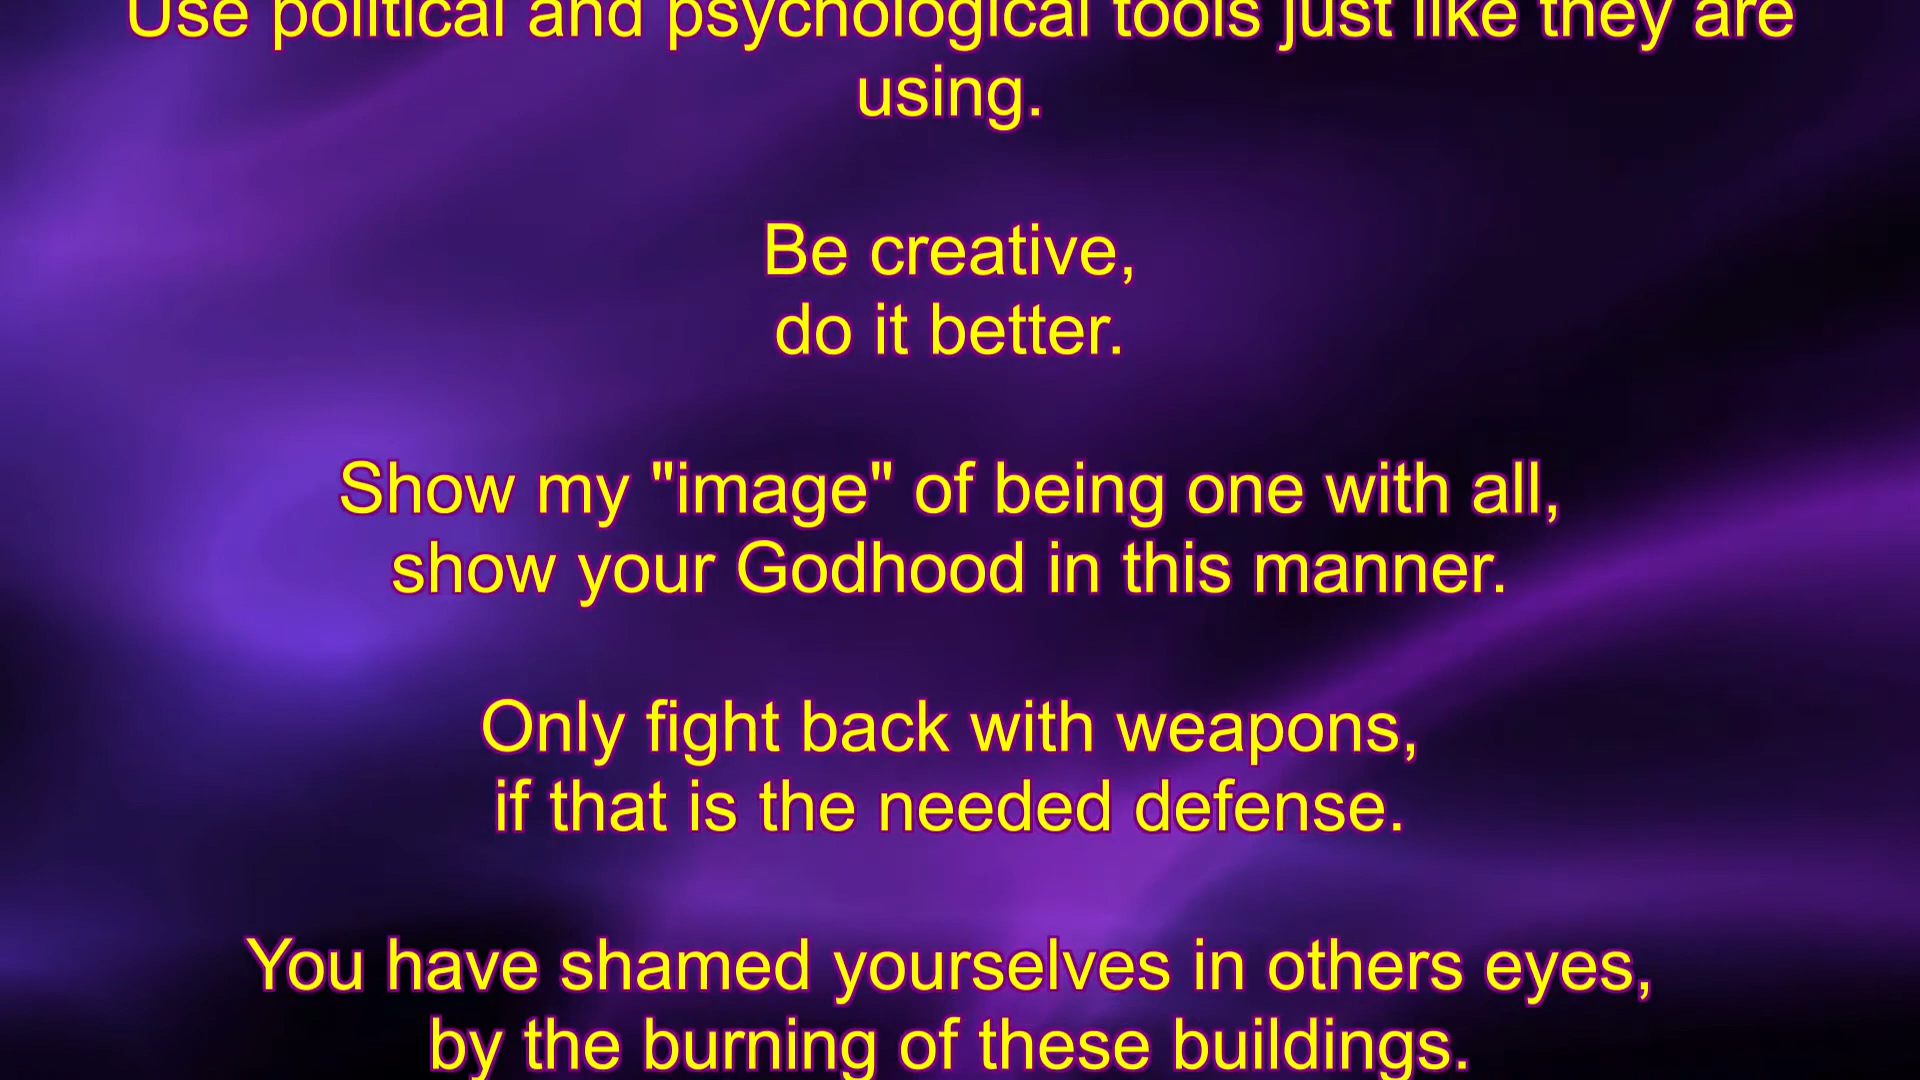 Use political and psychological tools just like they are
using.
Be creative,
do it better.
Show my "image" of being one with all,
show your Godhood in this manner.
Only fight back with weapons,
if that is the needed defense.
You have shamed yourselves in others eyes,
by the burning of these buildings.